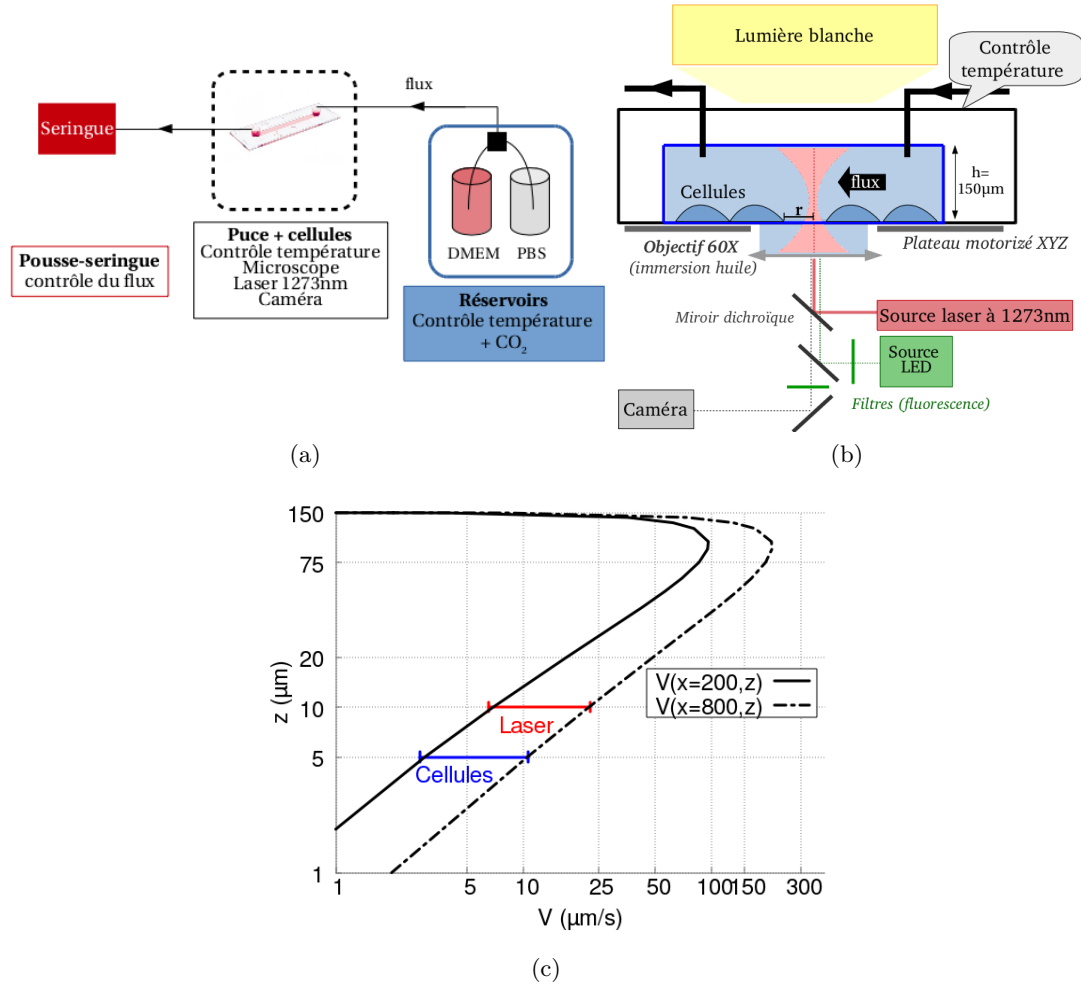 flux
Seringue
DMEM PBS
Pousse-seringue
contrôle du flux
Puce + cellules
Contrôle température
Microscope
Laser 1273nm
Caméra
Réservoirs
Contrôle température
+ CO₂
(a)
Lumière blanche
Contrôle
température
Cellules
flux
r
h=
150µm
Objectif 60X
(immersion huile)
Plateau motorizé XYZ
Miroir dichroïque
Source laser à 1273nm
Source
LED
Caméra
Filtres (fluorescence)
(b)
150
75
20
10
5
1
z (µm)
V(x=200,z)
V(x=800,z)
Laser
Cellules
1 5 10 25 50 100 150 300
V (µm/s)
(c)